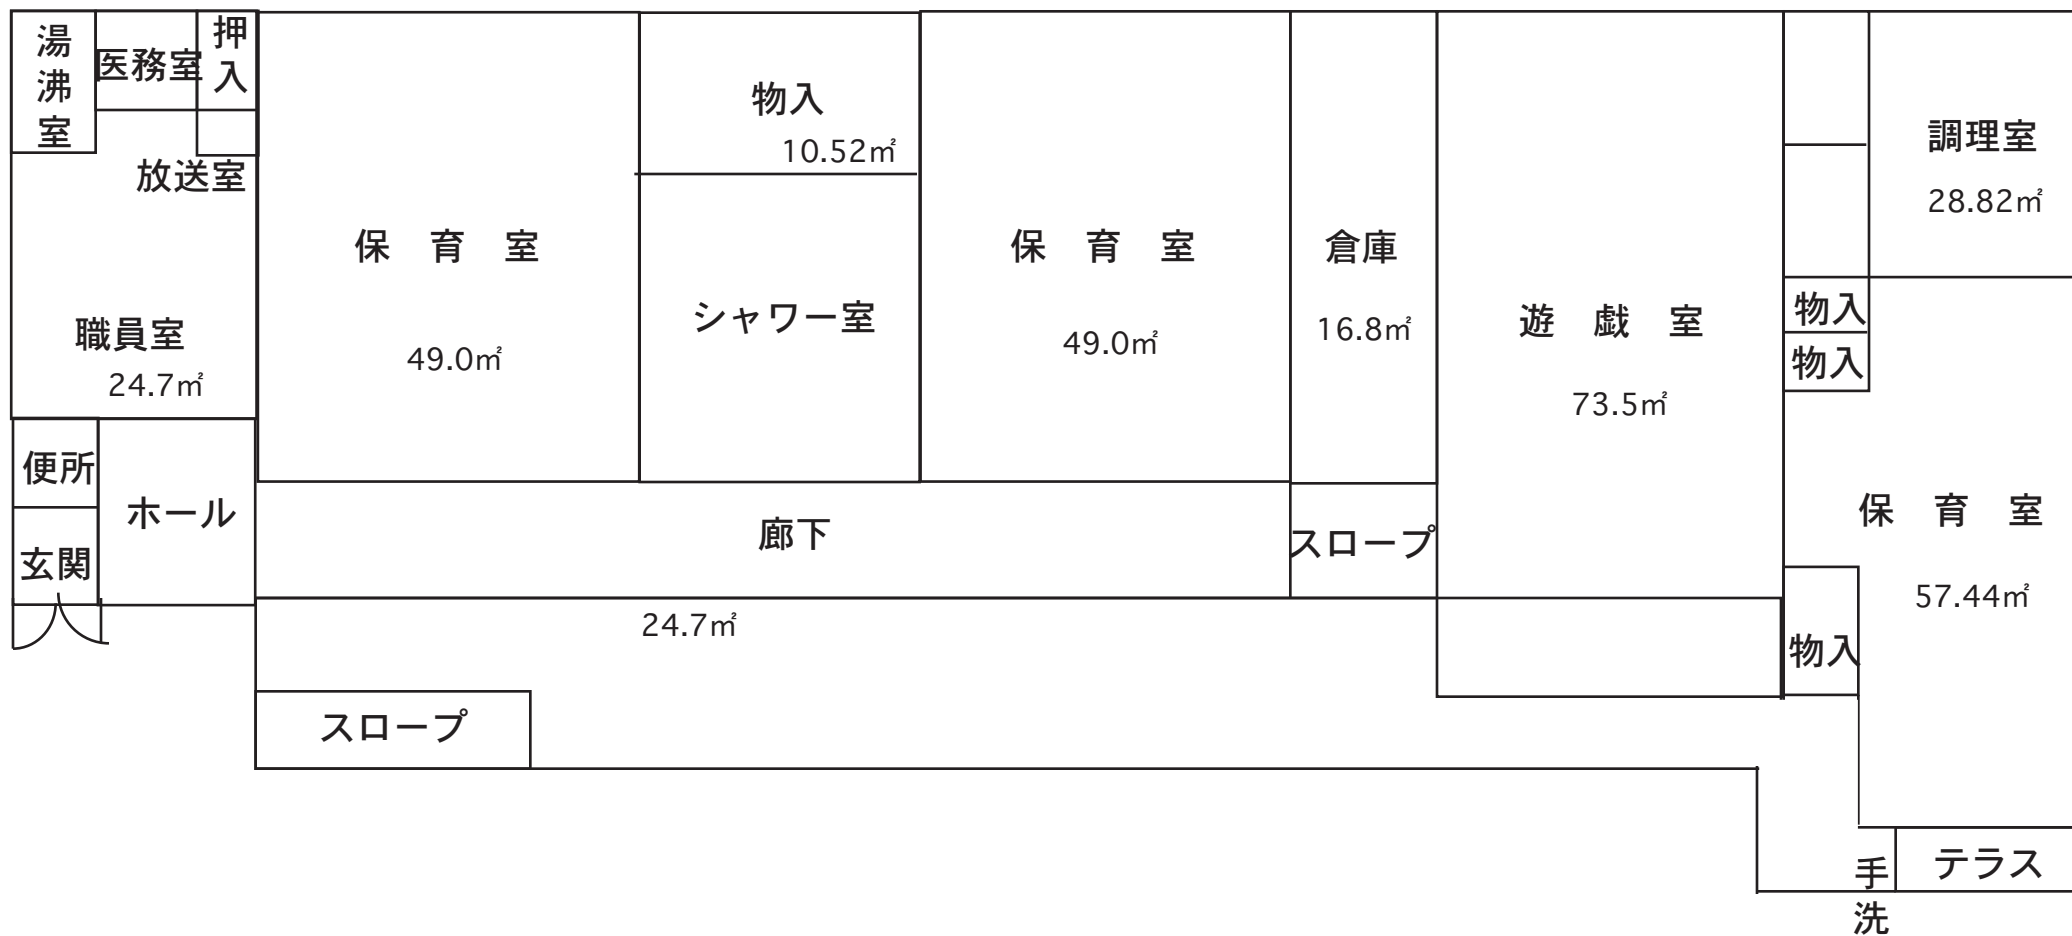 湯沸室
医務室
押入
放送室
職員室
24.7㎡
便所
玄関
ホール
保 育 室
49.0㎡
物入
10.52㎡
シャワー室
保 育 室
49.0㎡
倉庫
16.8㎡
遊 戯 室
73.5㎡
調理室
28.82㎡
物入
物入
保 育 室
57.44㎡
物入
廊下
スロープ
24.7㎡
スロープ
テラス
手洗